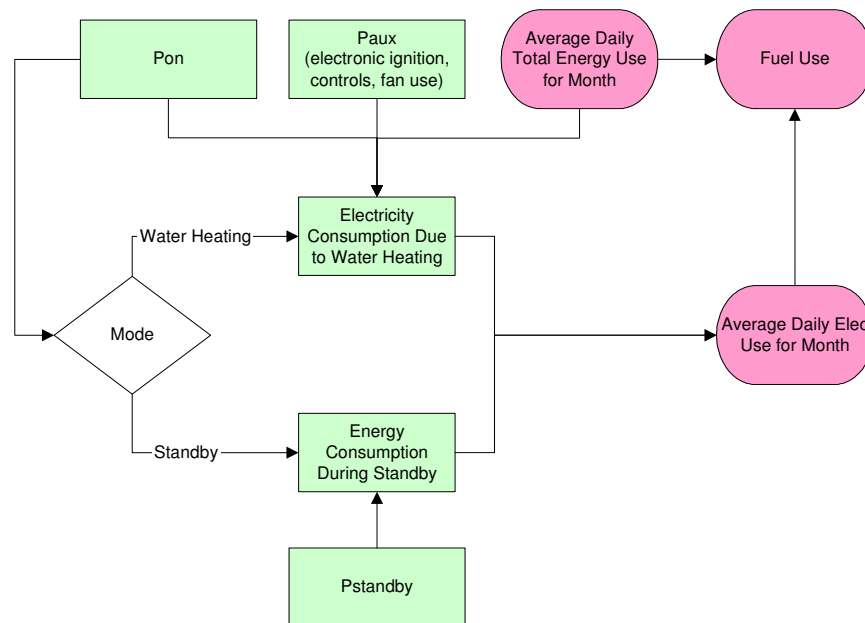 Pon
Paux
(electronic ignition,
controls, fan use)
Average Daily
Total Energy Use
for Month
Fuel Use
Water Heating
Electricity
Consumption Due
to Water Heating
Mode
Average Daily Elec
Use for Month
Standby
Energy
Consumption
During Standby
Pstandby